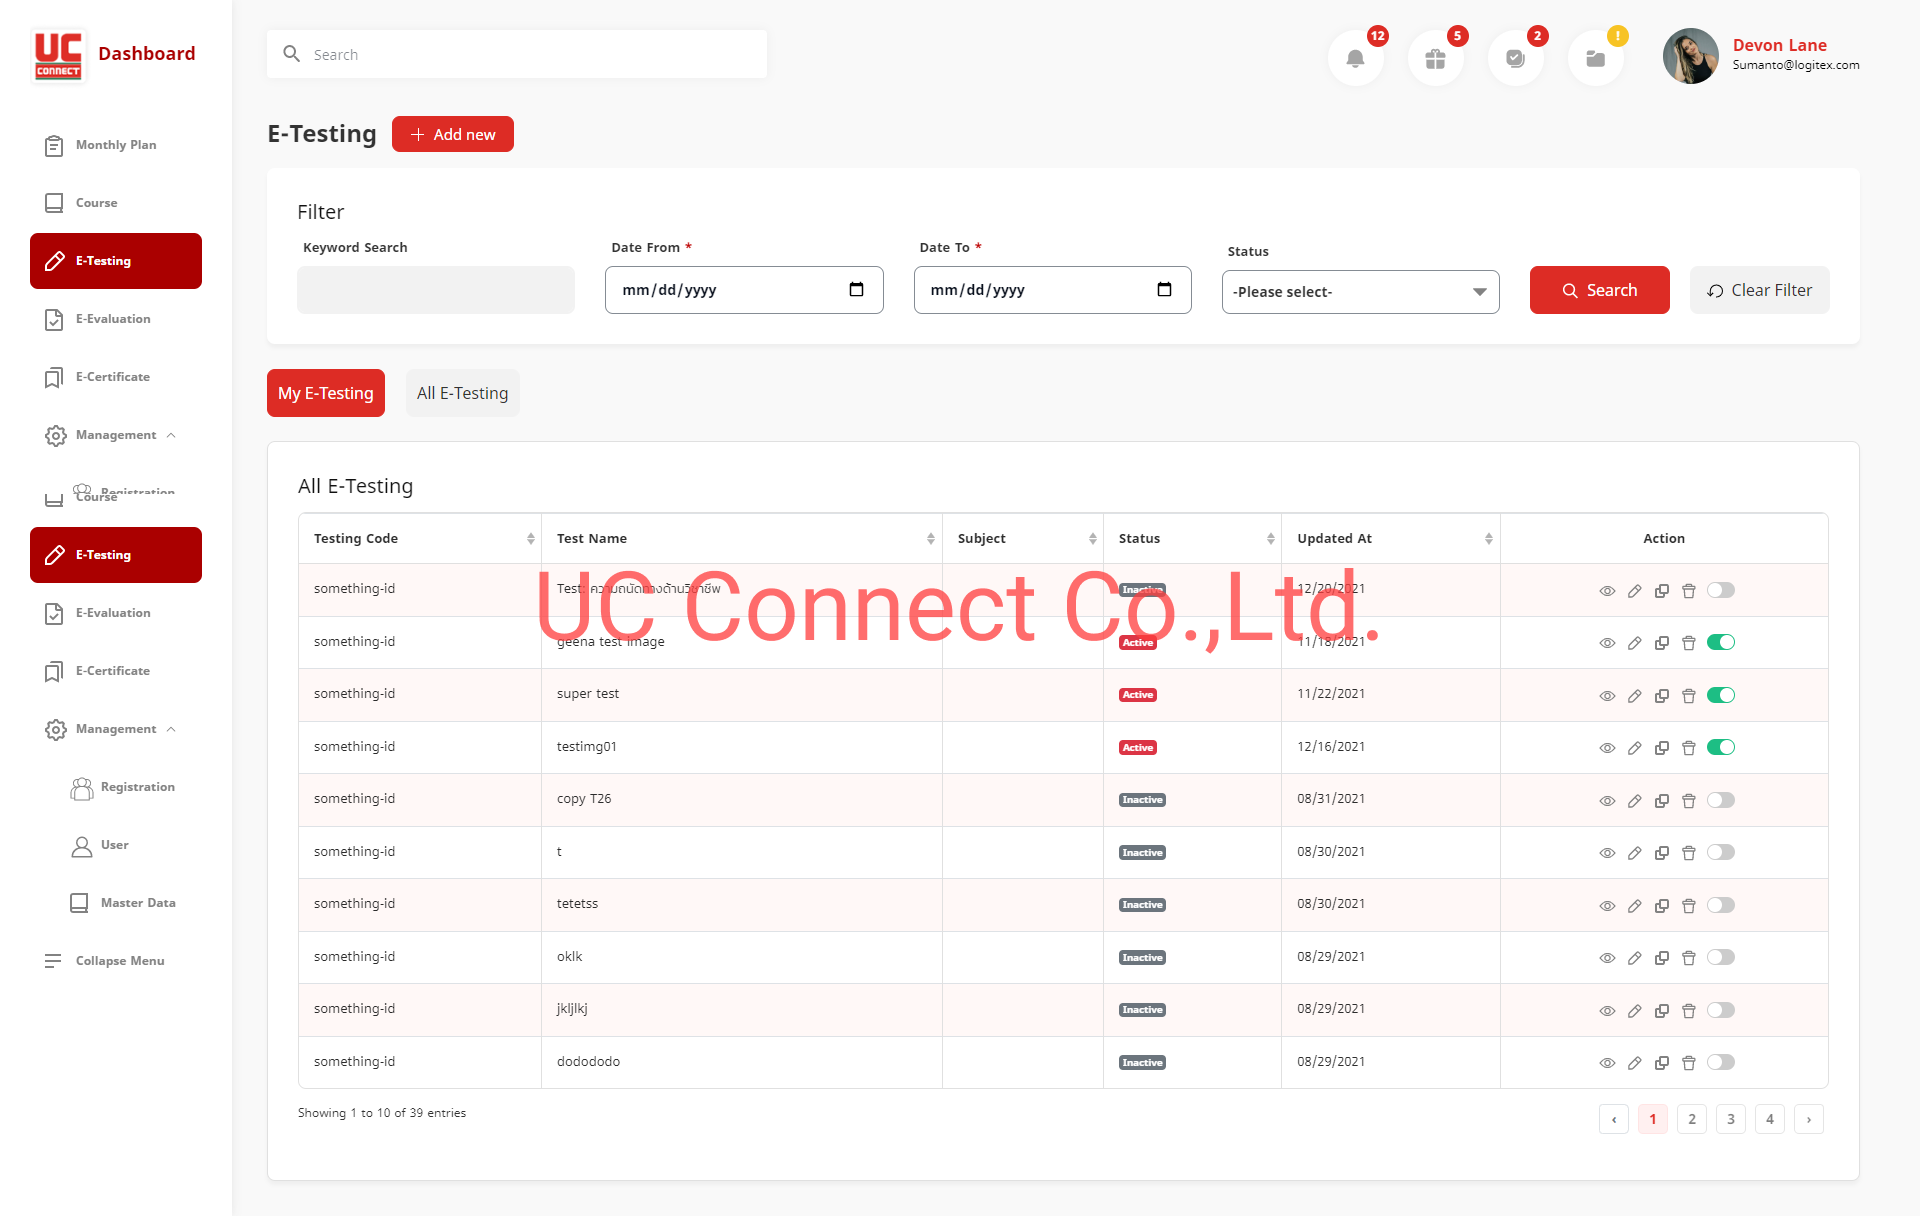 UC
CONNECT
Dashboard
Search
12
5
2
!
Devon Lane
Sumanto@logitex.com
Monthly Plan
Course
E-Testing
E-Evaluation
E-Certificate
Management
Registration
Course
E-Testing
E-Evaluation
E-Certificate
Management
Registration
User
Master Data
Collapse Menu
E-Testing
Add new
Filter
Keyword Search
Date From *
Date To *
Status
mm/dd/yyyy
mm/dd/yyyy
-Please select-
Search
Clear Filter
My E-Testing
All E-Testing
All E-Testing
Testing Code Test Name Subject Status Updated At Action
something-id Test: ความถนัดทางด้านวิชาชีพ Inactive 12/20/2021
something-id geena test image Active 11/18/2021
something-id super test Active 11/22/2021
something-id testimg01 Active 12/16/2021
something-id copy T26 Inactive 08/31/2021
something-id t Inactive 08/30/2021
something-id tetetss Inactive 08/30/2021
something-id oklk Inactive 08/29/2021
something-id jkljlkj Inactive 08/29/2021
something-id dodododo Inactive 08/29/2021
UC Connect Co.,Ltd.
Showing 1 to 10 of 39 entries
‹ 1 2 3 4 ›